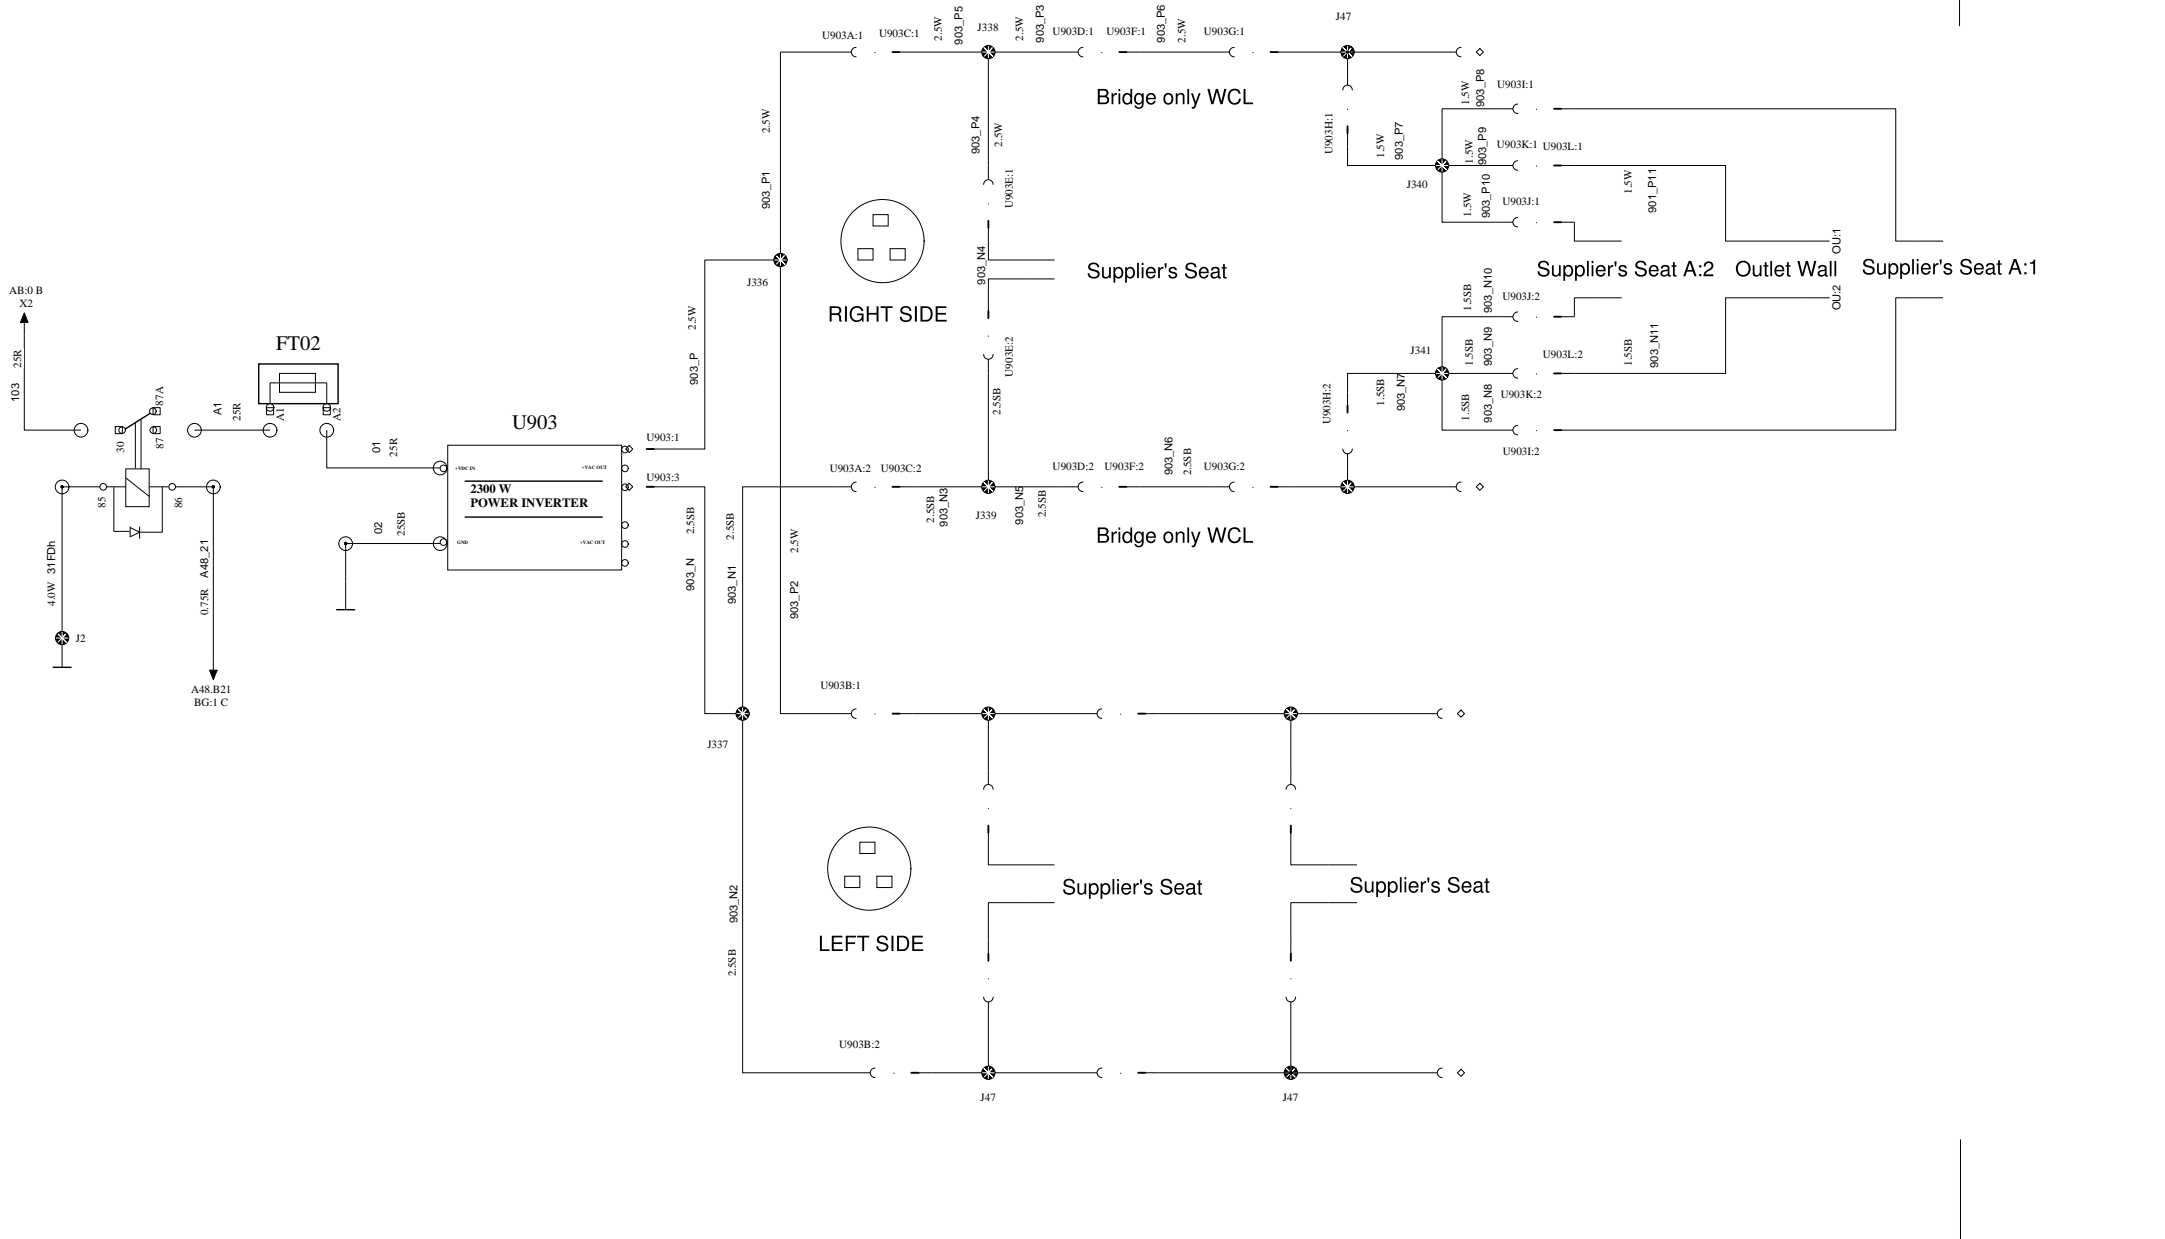 J47
903_P5
903_P3
903_P6
J338
2.5W
2.5W
2.5W
U903A:1
U903C:1
U903D:1
U903F:1
U903G:1
Bridge only WCL
903_P8
1.5W
U903I:1
2.5W
903_P4
2.5W
U903H:1
1.5W
903_P7
1.5W
903_P9
U903K:1
U903L:1
J340
903_P1
U903E:1
1.5W
903_P10
U903J:1
1.5W
901_P11
OU:1
903_N4
Supplier's Seat
Supplier's Seat A:2
Outlet Wall
Supplier's Seat A:1
J336
RIGHT SIDE
1.5SB
903_N10
U903J:2
OU:2
AB:0 B
X2
2.5W
903_P
FT02
25R
103
U903E:2
J341
1.5SB
903_N9
U903L:2
1.5SB
903_N11
87A
A1
25R
A1
A2
2.5SB
U903H:2
1.5SB
903_N7
1.5SB
903_N8
U903K:2
U903I:2
30
87
U903
01
25R
U903:1
U903:3
+VDC IN
+VAC OUT
2300 W
POWER INVERTER
GND
+VAC OUT
U903A:2
U903C:2
U903D:2
U903F:2
903_N6
2.5SB
U903G:2
85
86
2.5SB
903_N3
J339
903_N5
2.5SB
Bridge only WCL
02
25SB
2.5SB
903_N
2.5SB
903_N1
2.5W
903_P2
31FDh
4.0W
A48_21
0.75R
J2
A48.B21
BG:1 C
U903B:1
J337
903_N2
2.5SB
Supplier's Seat
Supplier's Seat
LEFT SIDE
U903B:2
J47
J47